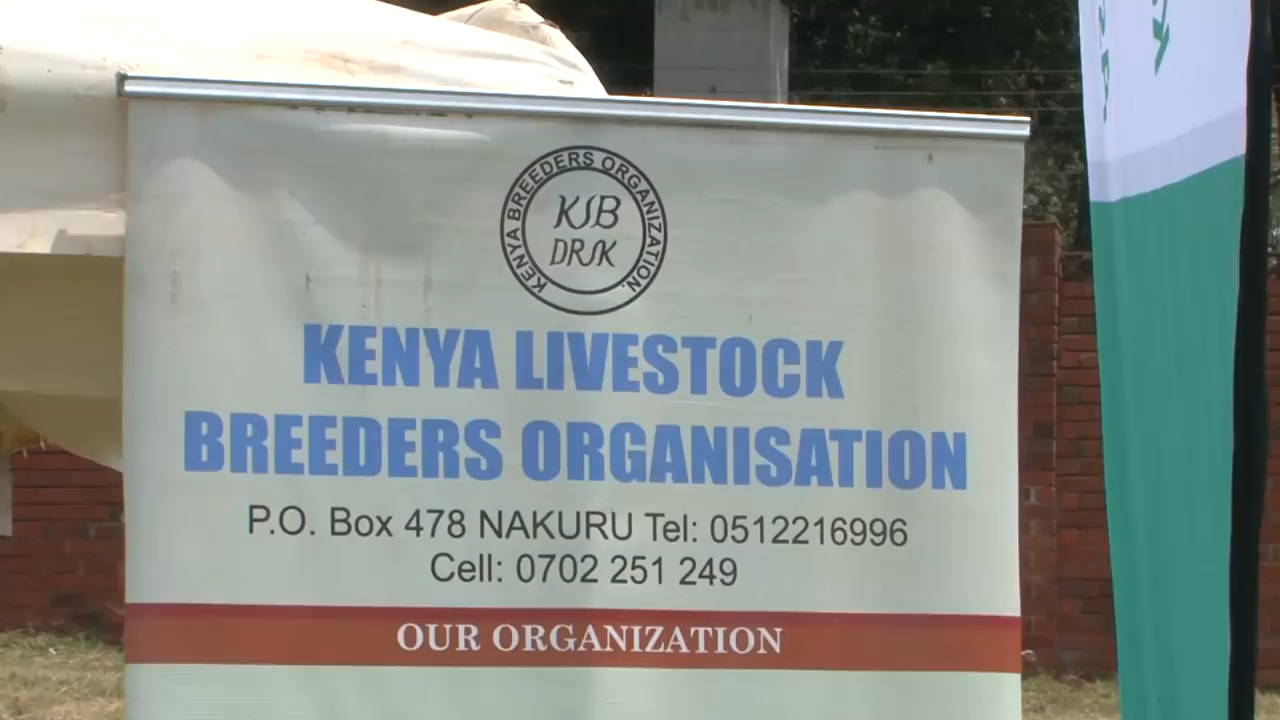 KENYA BREEDERS ORGANIZATION.
KSB
DRSK
KENYA LIVESTOCK
BREEDERS ORGANISATION
P.O. Box 478 NAKURU Tel: 0512216996
Cell: 0702 251 249
OUR ORGANIZATION